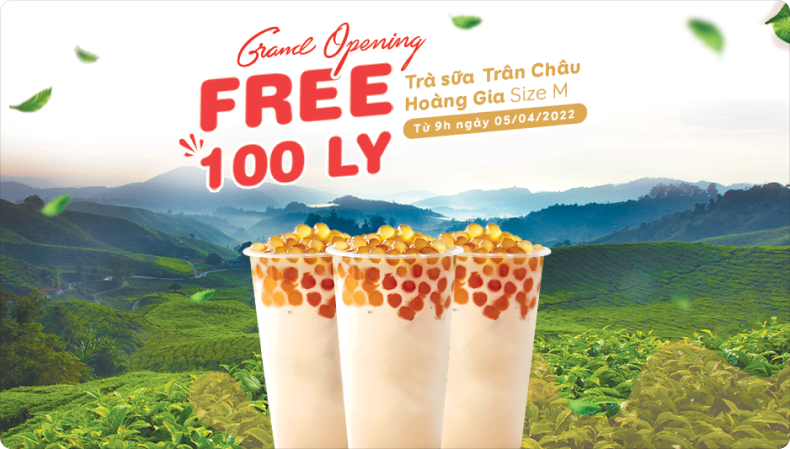 Grand Opening
FREE
100 LY
Trà sữa Trân Châu
Hoàng Gia Size M
Từ 9h ngày 05/04/2022